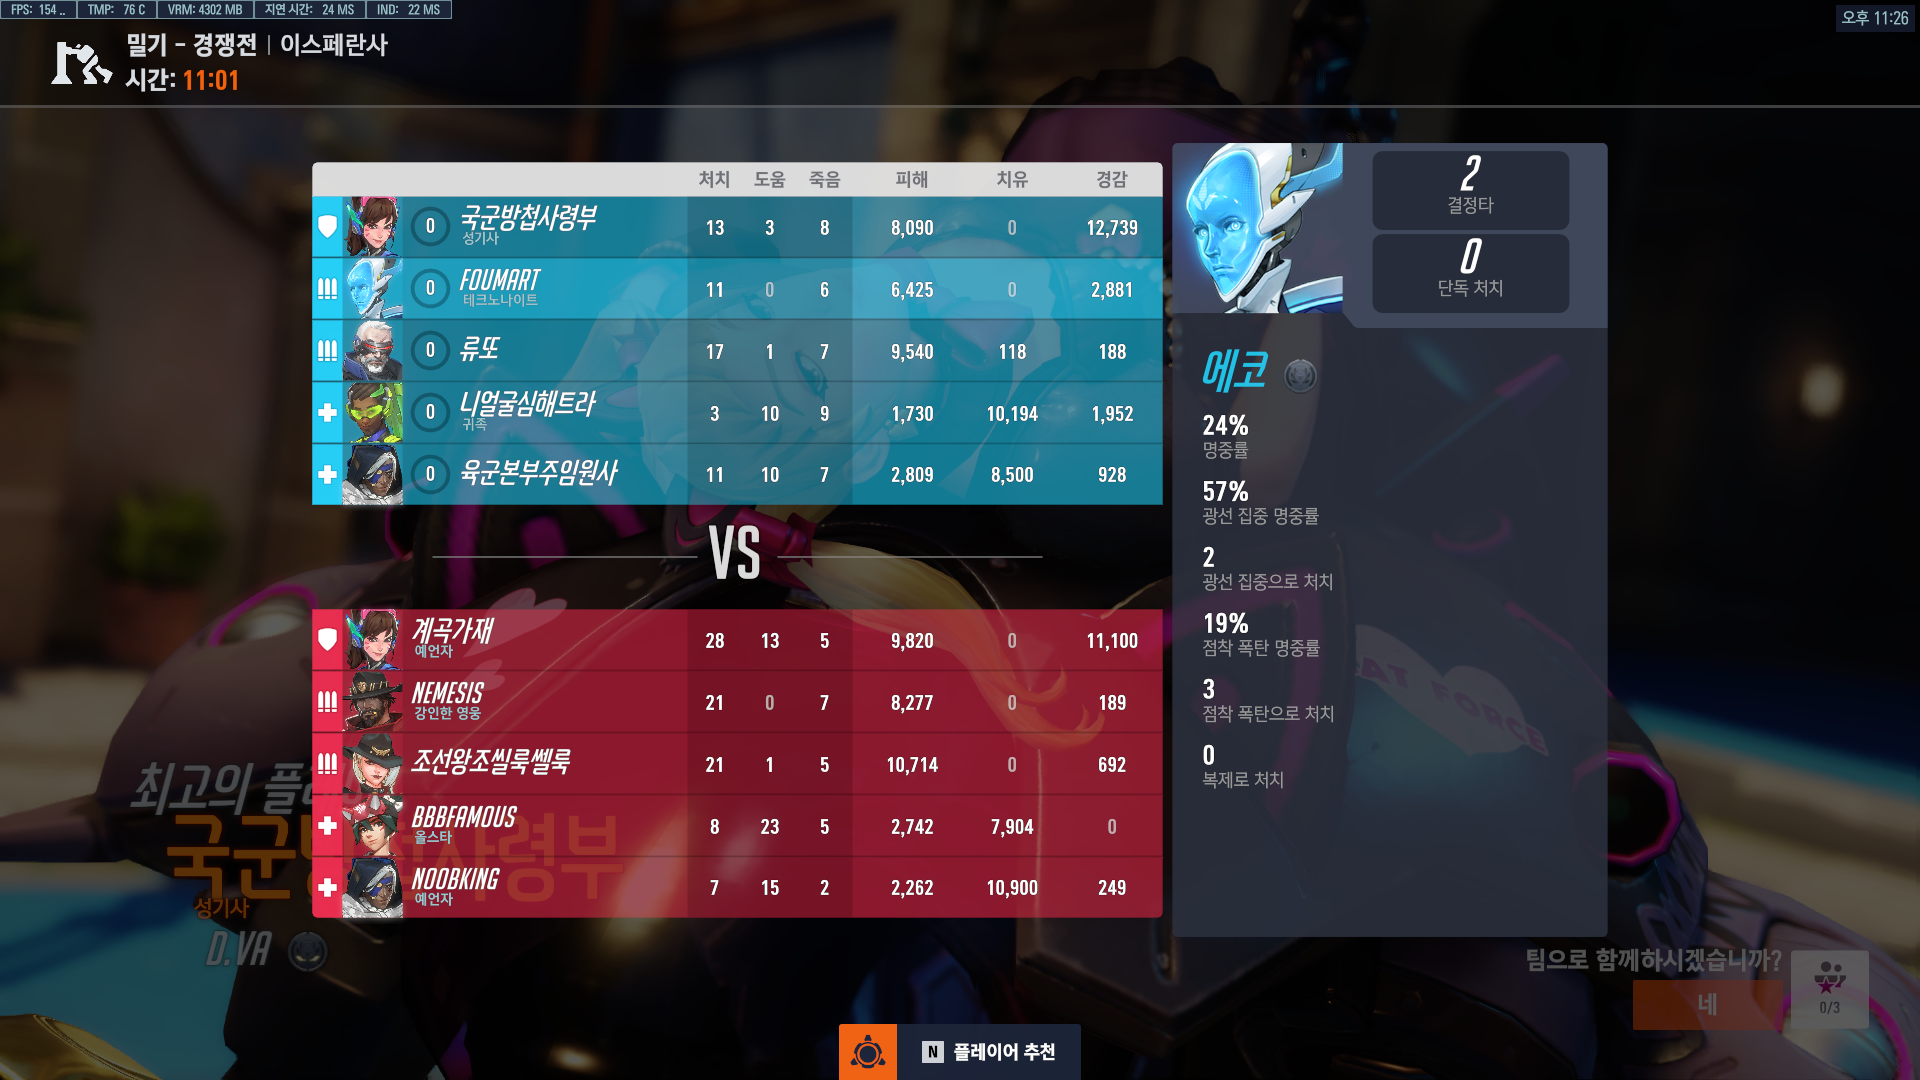 FPS: 154 .. TMP: 76 C VRM: 4302 MB 지연 시간: 24 MS IND: 22 MS
오후 11:26
밀기 - 경쟁전 | 이스페란사
시간: 11:01
처치 도움 죽음 피해 치유 경감
0 국군방첩사령부 13 3 8 8,090 0 12,739
성기사
0 FOUMART 11 0 6 6,425 0 2,881
테크노나이트
0 류또 17 1 7 9,540 118 188
0 니얼굴심해트라 3 10 9 1,730 10,194 1,952
귀족
0 육군본부주임원사 11 10 7 2,809 8,500 928
VS
계곡가재 28 13 5 9,820 0 11,100
예언자
NEMESIS 21 0 7 8,277 0 189
강인한 영웅
조선왕조씰룩쎌룩 21 1 5 10,714 0 692
BBBFAMOUS 8 23 5 2,742 7,904 0
올스타
NOOBKING 7 15 2 2,262 10,900 249
예언자
2
결정타
0
단독 처치
에코
24%
명중률
57%
광선 집중 명중률
2
광선 집중으로 처치
19%
점착 폭탄 명중률
3
점착 폭탄으로 처치
0
복제로 처치
최고의 플
국군 사령부
성기사
D.VA
팀으로 함께하시겠습니까?
네
0/3
N 플레이어 추천